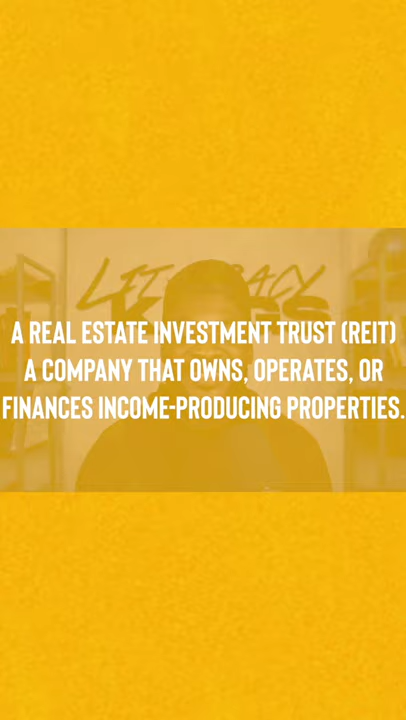 A REAL ESTATE INVESTMENT TRUST (REIT)
A COMPANY THAT OWNS, OPERATES, OR
FINANCES INCOME-PRODUCING PROPERTIES.